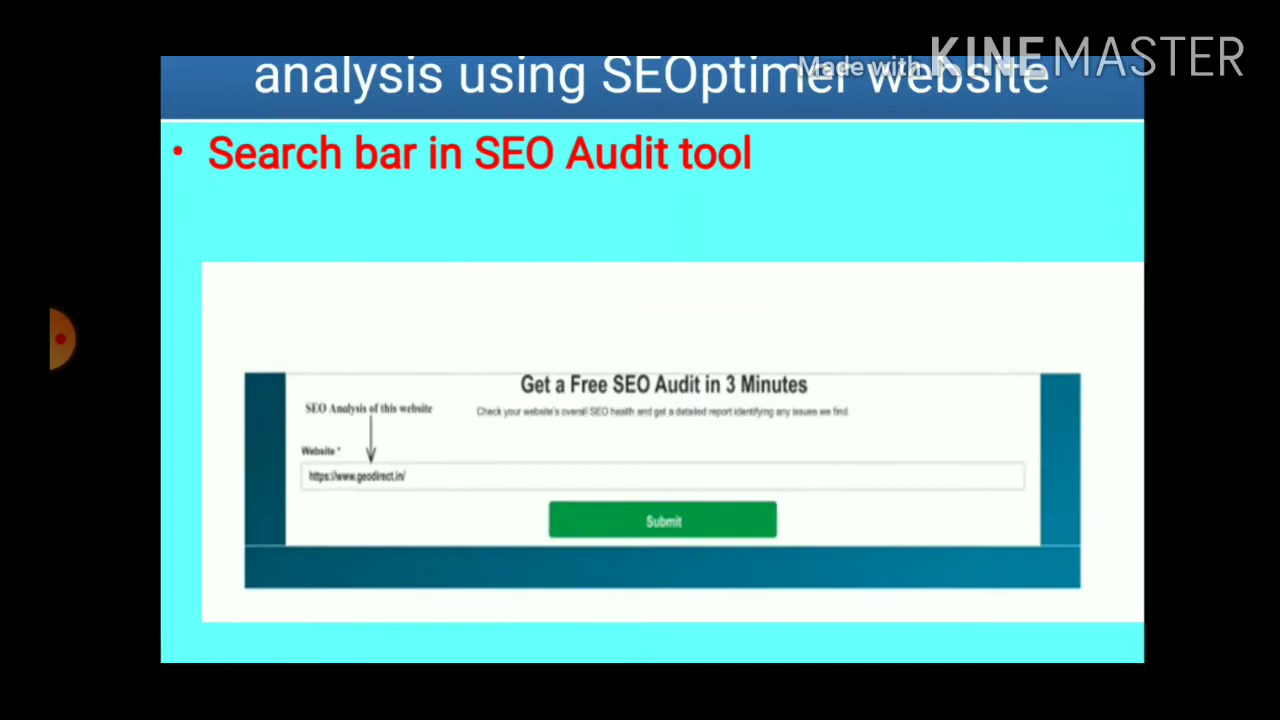 Made with KINEMASTER
analysis using SEOptimer website
• Search bar in SEO Audit tool
Get a Free SEO Audit in 3 Minutes
SEO Analysis of this website
Check your website's overall SEO health and get a detailed report identifying any issues we find.
Website *
https://www.geodirect.in/
Submit